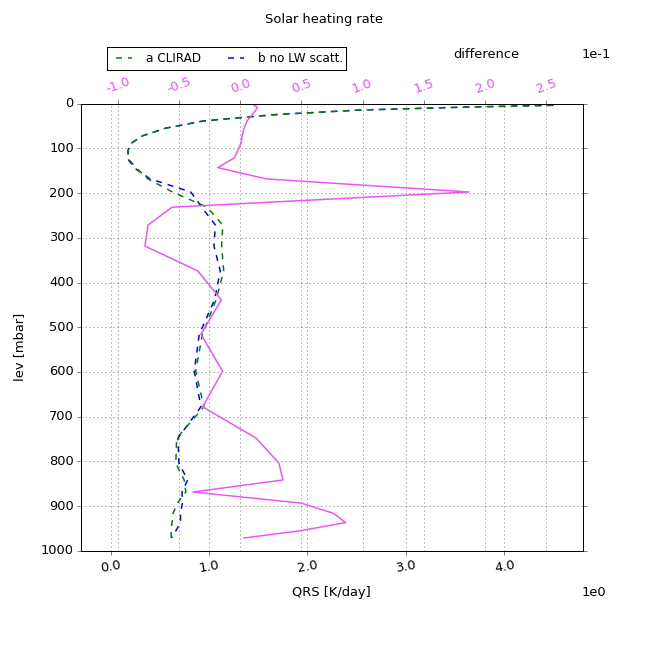 Solar heating rate
a CLIRAD
b no LW scatt.
difference
1e-1
-1.0 -0.5 0.0 0.5 1.0 1.5 2.0 2.5
0
100
200
300
400
500
600
700
800
900
1000
lev [mbar]
0.0 1.0 2.0 3.0 4.0
QRS [K/day]
1e0